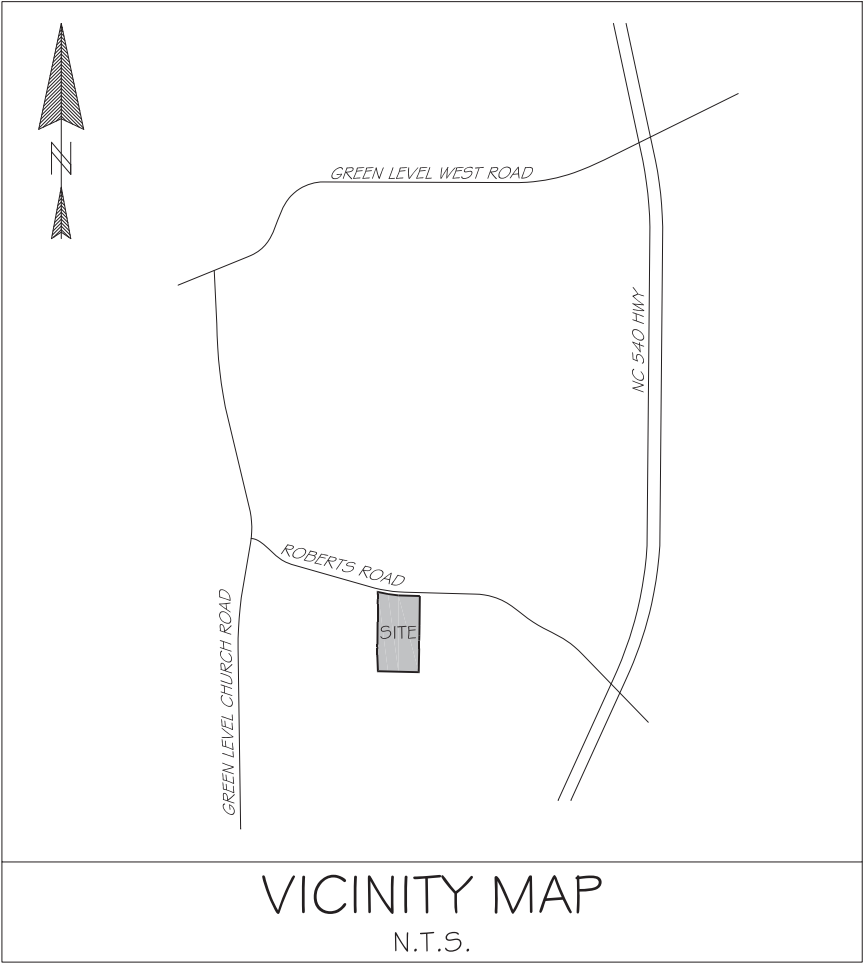 N
GREEN LEVEL WEST ROAD
NC 540 HWY
ROBERTS ROAD
SITE
GREEN LEVEL CHURCH ROAD
VICINITY MAP
N.T.S.